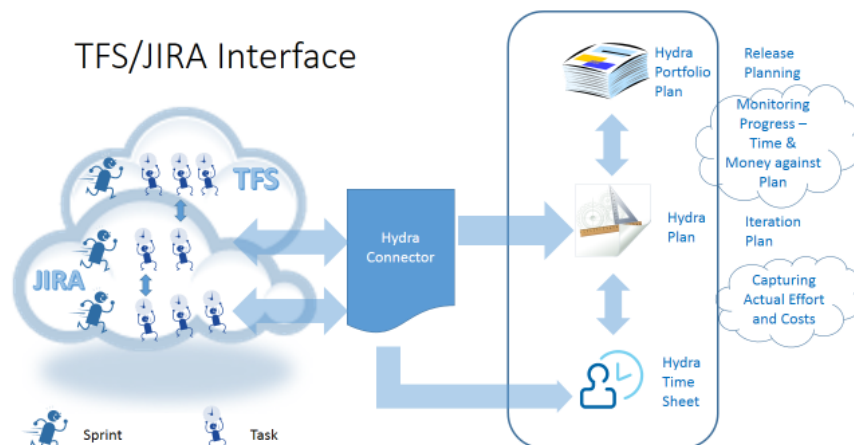 TFS/JIRA Interface
TFS
JIRA
Sprint
Task
Hydra
Connector
Hydra
Portfolio
Plan
Hydra
Plan
Hydra
Time
Sheet
Release
Planning
Monitoring
Progress –
Time &
Money against
Plan
Iteration
Plan
Capturing
Actual Effort
and Costs